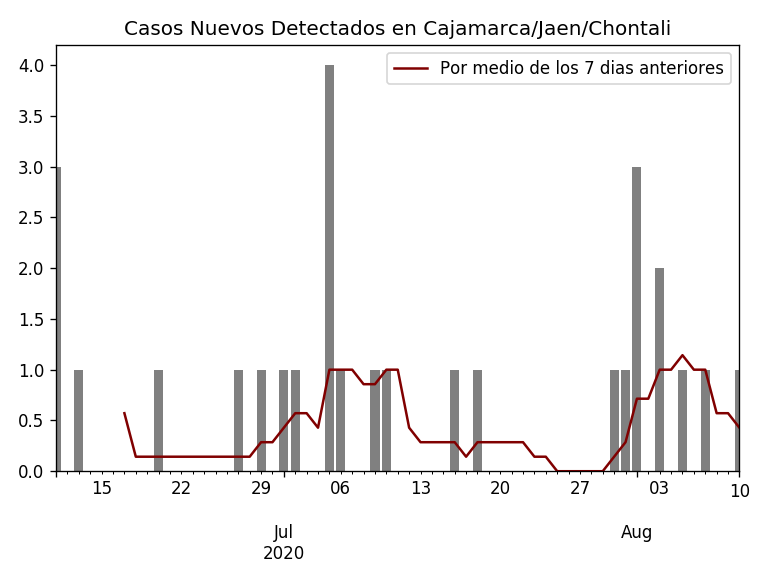 Casos Nuevos Detectados en Cajamarca/Jaen/Chontali
Por medio de los 7 dias anteriores
4.0
3.5
3.0
2.5
2.0
1.5
1.0
0.5
0.0
15 22 29 06 13 20 27 03 10
Jul Aug
2020